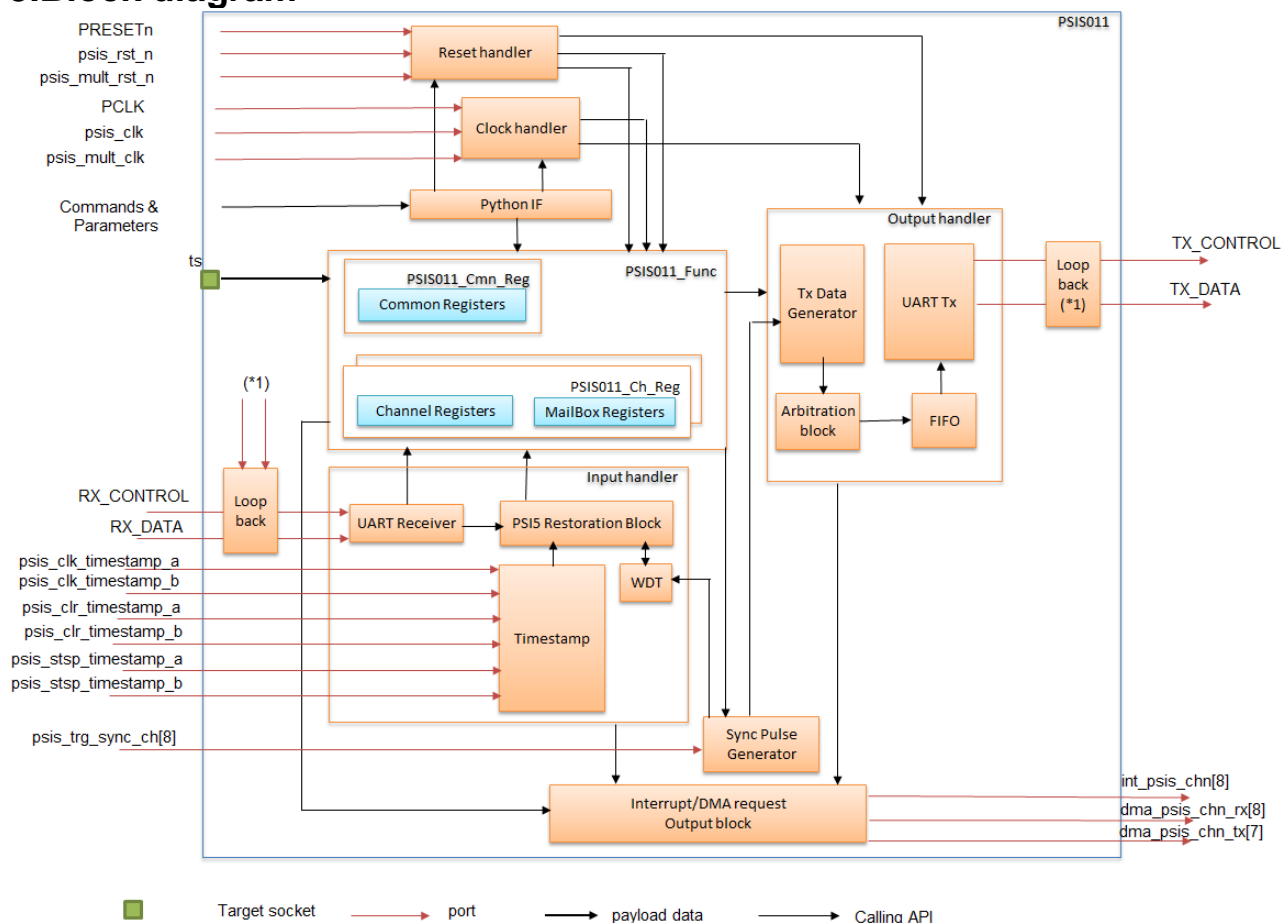 PSIS011
PRESETn
psis_rst_n
psis_mult_rst_n
Reset handler
PCLK
psis_clk
psis_mult_clk
Clock handler
Commands &
Parameters
Python IF
ts
PSIS011_Cmn_Reg
Common Registers
PSIS011_Func
PSIS011_Ch_Reg
Channel Registers
MailBox Registers
Output handler
Tx Data
Generator
UART Tx
Arbitration
block
FIFO
Loop
back
(*1)
TX_CONTROL
TX_DATA
(*1)
RX_CONTROL
RX_DATA
Loop
back
Input handler
UART Receiver
PSI5 Restoration Block
WDT
Timestamp
psis_clk_timestamp_a
psis_clk_timestamp_b
psis_clr_timestamp_a
psis_clr_timestamp_b
psis_stsp_timestamp_a
psis_stsp_timestamp_b
psis_trg_sync_ch[8]
Sync Pulse
Generator
Interrupt/DMA request
Output block
int_psis_chn[8]
dma_psis_chn_rx[8]
dma_psis_chn_tx[7]
Target socket
port
payload data
Calling API